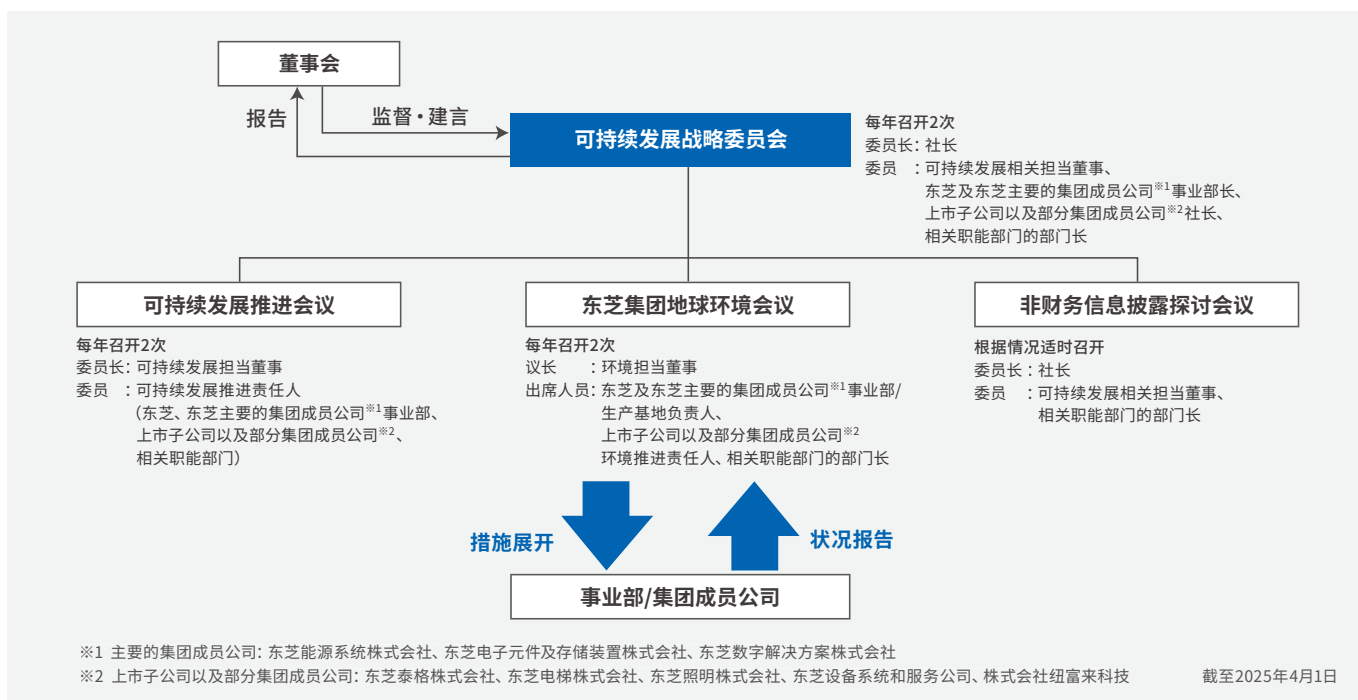 董事会
报告
监督・建言
可持续发展战略委员会
每年召开2次
委员长：社长
委员　：可持续发展相关担当董事、
东芝及东芝主要的集团成员公司※1事业部长、
上市子公司以及部分集团成员公司※2社长、
相关职能部门的部门长
可持续发展推进会议
每年召开2次
委员长：可持续发展担当董事
委员　：可持续发展推进责任人
（东芝、东芝主要的集团成员公司※1事业部、
上市子公司以及部分集团成员公司※2、
相关职能部门）
东芝集团地球环境会议
每年召开2次
议长　　：环境担当董事
出席人员：东芝及东芝主要的集团成员公司※1事业部/
生产基地负责人、
上市子公司以及部分集团成员公司※2
环境推进责任人、相关职能部门的部门长
非财务信息披露探讨会议
根据情况适时召开
委员长：社长
委员　：可持续发展相关担当董事、
相关职能部门的部门长
措施展开
状况报告
事业部/集团成员公司
※1 主要的集团成员公司：东芝能源系统株式会社、东芝电子元件及存储装置株式会社、东芝数字解决方案株式会社
※2 上市子公司以及部分集团成员公司：东芝泰格株式会社、东芝电梯株式会社、东芝照明株式会社、东芝设备系统和服务公司、株式会社纽富来科技
截至2025年4月1日